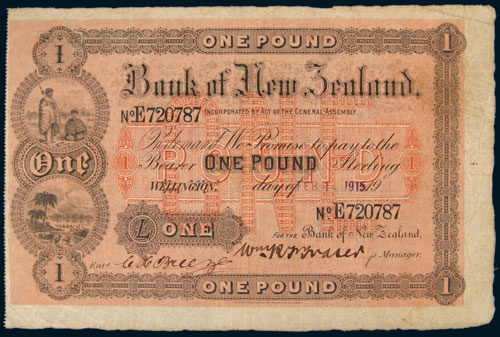 ONE POUND
1 1
Bank of New Zealand.
No E720787 INCORPORATED BY ACT OF THE GENERAL ASSEMBLY.
On demand We Promise to pay to the
One Bearer ONE POUND Sterling
WELLINGTON, day of 1915 19
No E720787
£ ONE FOR THE Bank of New Zealand.
1 1
Manager.
ONE POUND